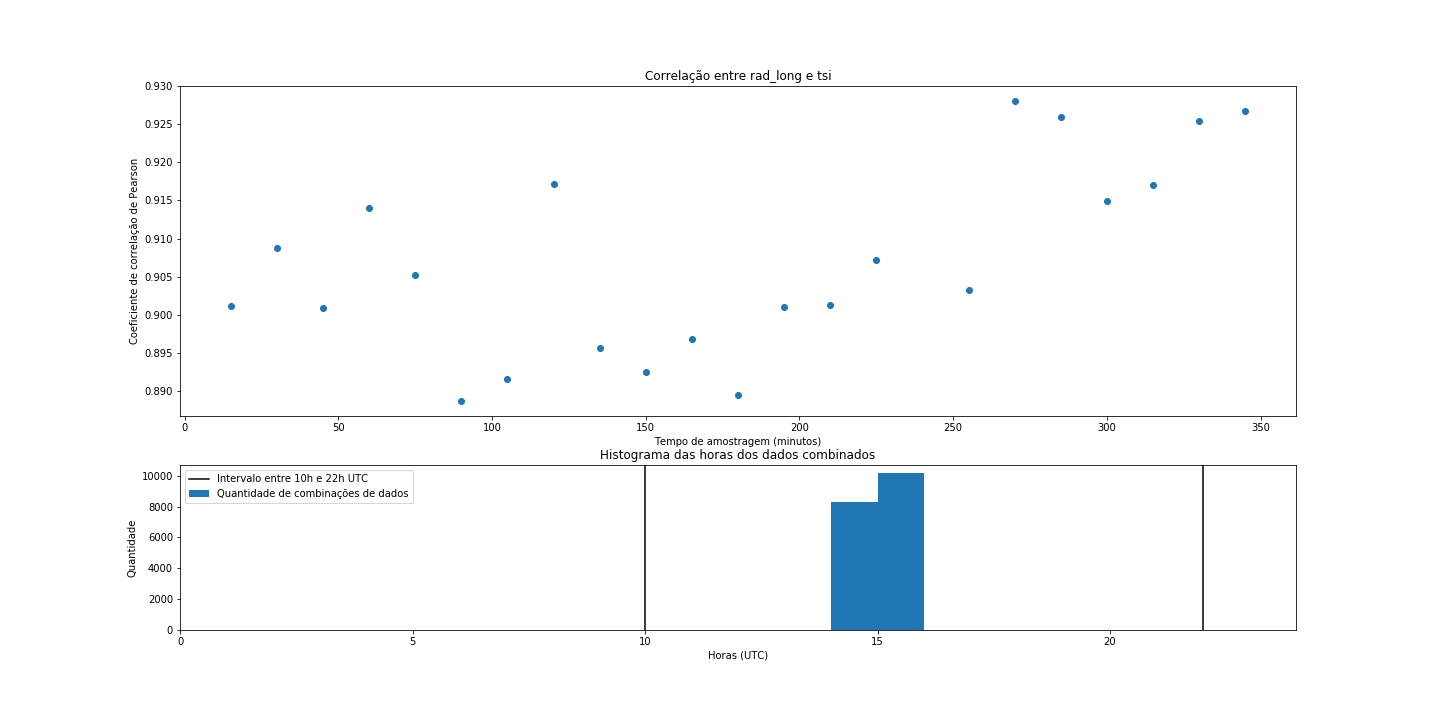 Correlação entre rad_long e tsi
0.930
0.925
0.920
0.915
0.910
0.905
0.900
0.895
0.890
Coeficiente de correlação de Pearson
0 50 100 150 200 250 300 350
Tempo de amostragem (minutos)
Histograma das horas dos dados combinados
10000
8000
6000
4000
2000
0
Quantidade
Intervalo entre 10h e 22h UTC
Quantidade de combinações de dados
0 5 10 15 20
Horas (UTC)